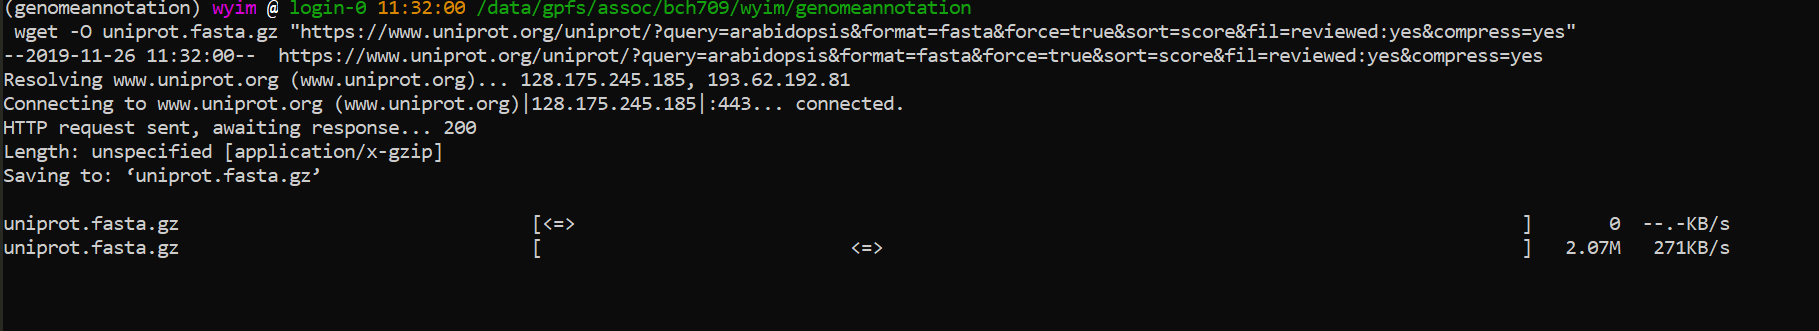 (genomeannotation) wyim @ login-0 11:32:00 /data/gpfs/assoc/bch709/wyim/genomeannotation
wget -O uniprot.fasta.gz "https://www.uniprot.org/uniprot/?query=arabidopsis&format=fasta&force=true&sort=score&fil=reviewed:yes&compress=yes"
--2019-11-26 11:32:00--  https://www.uniprot.org/uniprot/?query=arabidopsis&format=fasta&force=true&sort=score&fil=reviewed:yes&compress=yes
Resolving www.uniprot.org (www.uniprot.org)... 128.175.245.185, 193.62.192.81
Connecting to www.uniprot.org (www.uniprot.org)|128.175.245.185|:443... connected.
HTTP request sent, awaiting response... 200
Length: unspecified [application/x-gzip]
Saving to: ‘uniprot.fasta.gz’
uniprot.fasta.gz [<=> ] 0 --.-KB/s
uniprot.fasta.gz [ <=> ] 2.07M 271KB/s